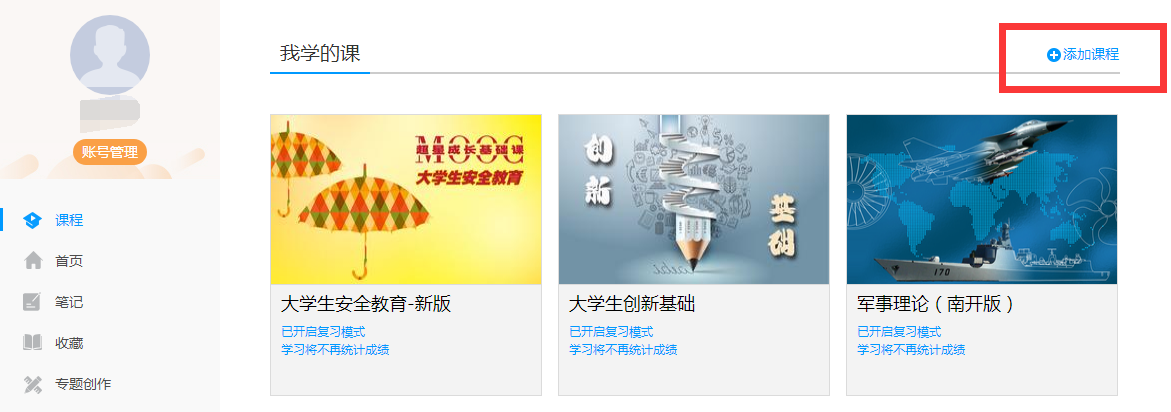 我学的课
添加课程
账号管理
课程
首页
笔记
收藏
专题创作
MOOC
超星成长基础课
大学生安全教育
大学生安全教育-新版
已开启复习模式
学习将不再统计成绩
创新
基础
大学生创新基础
已开启复习模式
学习将不再统计成绩
170
军事理论（南开版）
已开启复习模式
学习将不再统计成绩